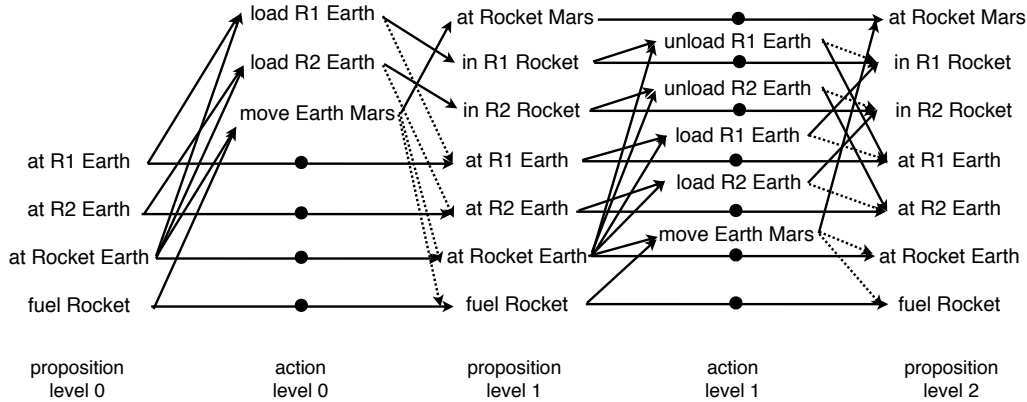 load R1 Earth
load R2 Earth
move Earth Mars
at R1 Earth
at R2 Earth
at Rocket Earth
fuel Rocket
at Rocket Mars
in R1 Rocket
in R2 Rocket
at R1 Earth
at R2 Earth
at Rocket Earth
fuel Rocket
unload R1 Earth
unload R2 Earth
load R1 Earth
load R2 Earth
move Earth Mars
at Rocket Mars
in R1 Rocket
in R2 Rocket
at R1 Earth
at R2 Earth
at Rocket Earth
fuel Rocket
proposition
level 0
action
level 0
proposition
level 1
action
level 1
proposition
level 2